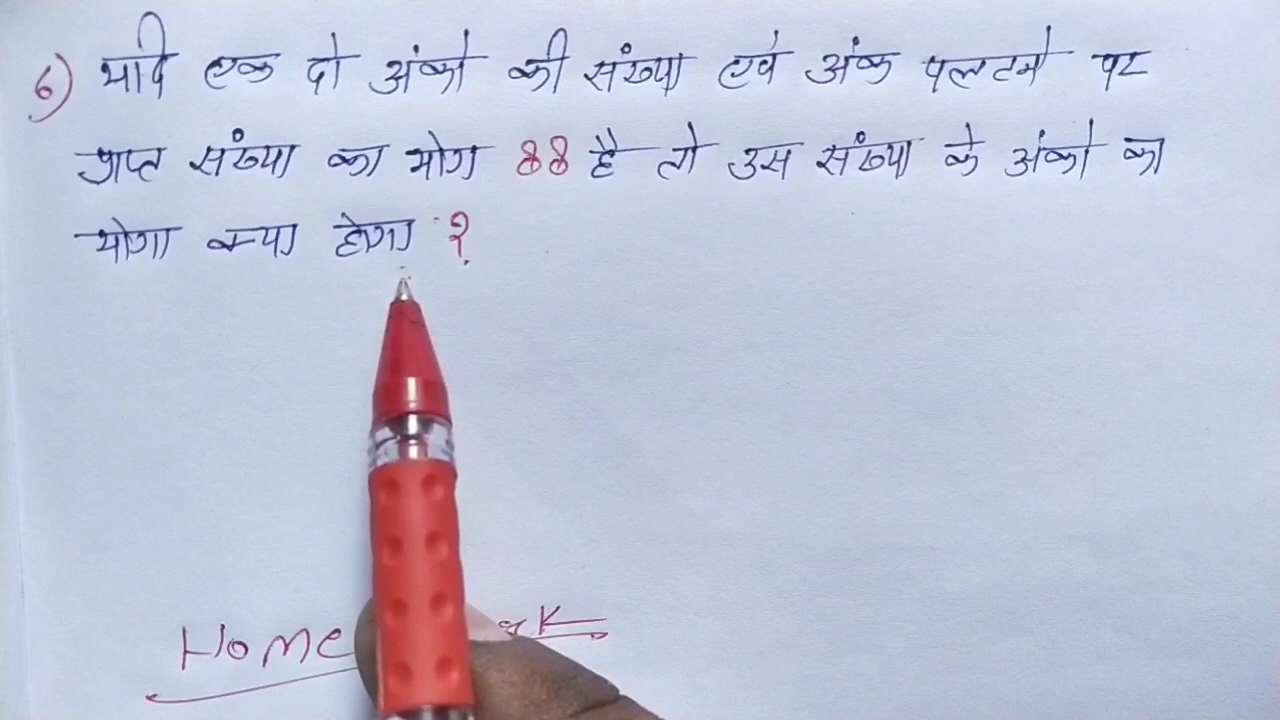 6) यदि एक दो अंको की संख्या एवं अंक पलटने पर
प्राप्त संख्या का योग 88 है तो उस संख्या के अंको का
योगा क्या होगा ?
Home